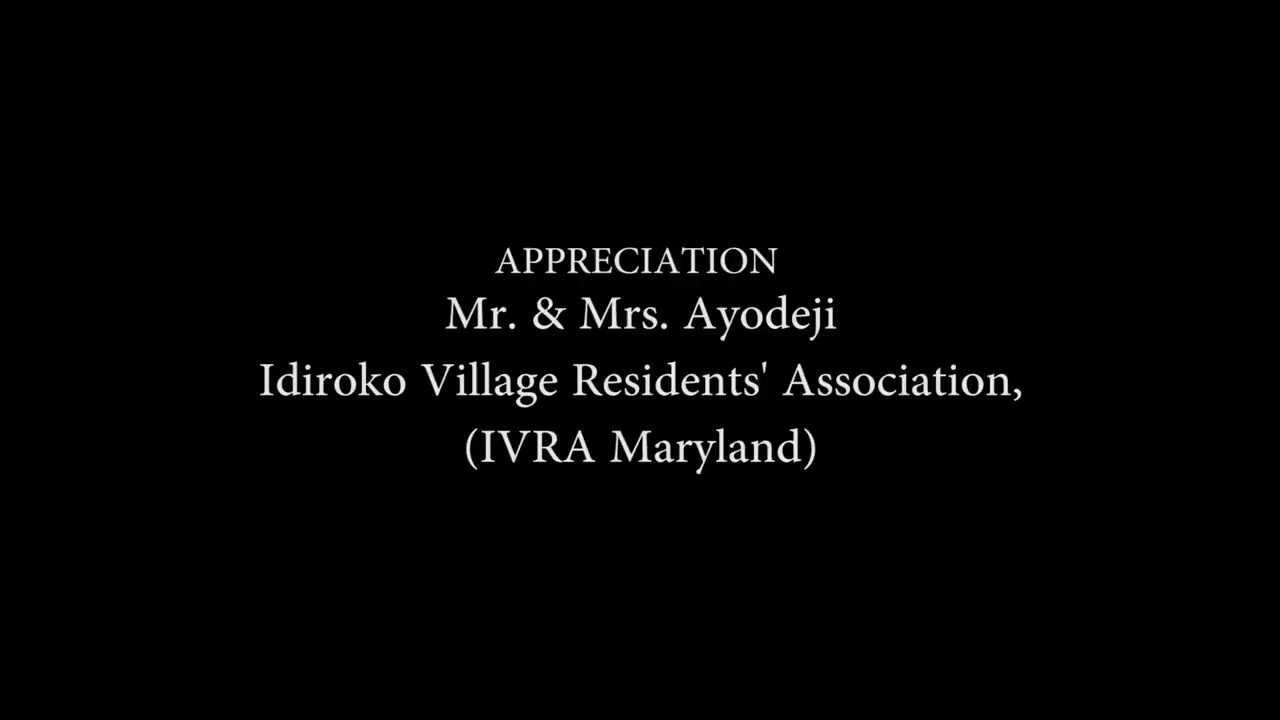 APPRECIATION
Mr. & Mrs. Ayodeji
Idiroko Village Residents' Association,
(IVRA Maryland)